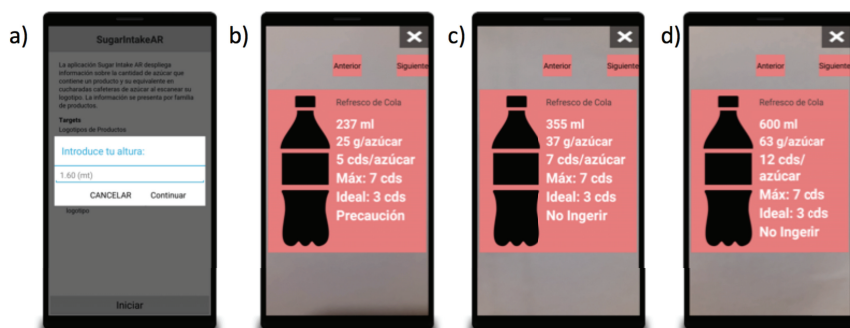 a)
SugarIntakeAR
La aplicación Sugar Intake AR despliega
información sobre la cantidad de azúcar que
contiene un producto y su equivalente en
cucharadas cafeteras de azúcar al escanear su
logotipo. La información se presenta por familia
de productos.
Targets
Logotipos de Productos
Introduce tu altura:
1.60 (mt)
CANCELAR Continuar
logotipo
Iniciar
b)
×
Anterior Siguiente
Refresco de Cola
237 ml
25 g/azúcar
5 cds/azúcar
Máx: 7 cds
Ideal: 3 cds
Precaución
c)
×
Anterior Siguiente
Refresco de Cola
355 ml
37 g/azúcar
7 cds/azúcar
Máx: 7 cds
Ideal: 3 cds
No Ingerir
d)
×
Anterior Siguiente
Refresco de Cola
600 ml
63 g/azúcar
12 cds/
azúcar
Máx: 7 cds
Ideal: 3 cds
No Ingerir